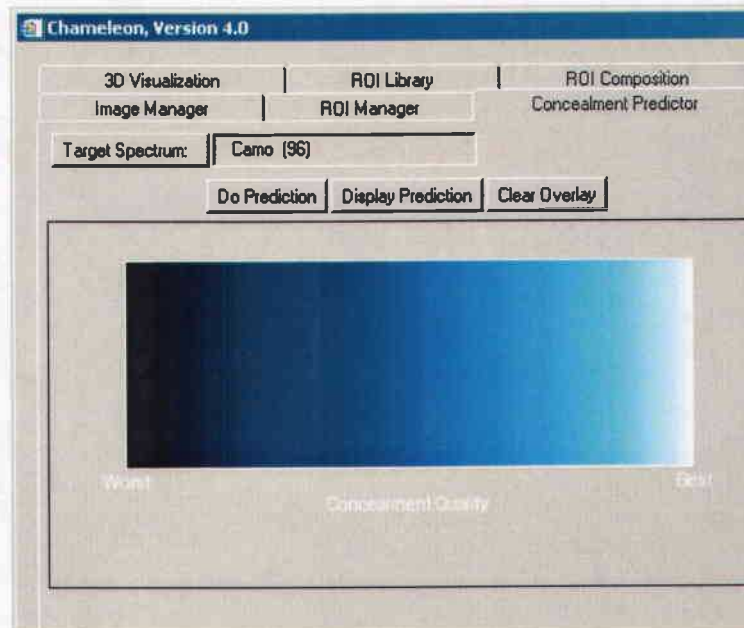 Chameleon, Version 4.0
3D Visualization ROI Library ROI Composition
Image Manager ROI Manager Concealment Predictor
Target Spectrum: Camo (96)
Do Prediction Display Prediction Clear Overlay
Worst Best
Concealment Quality